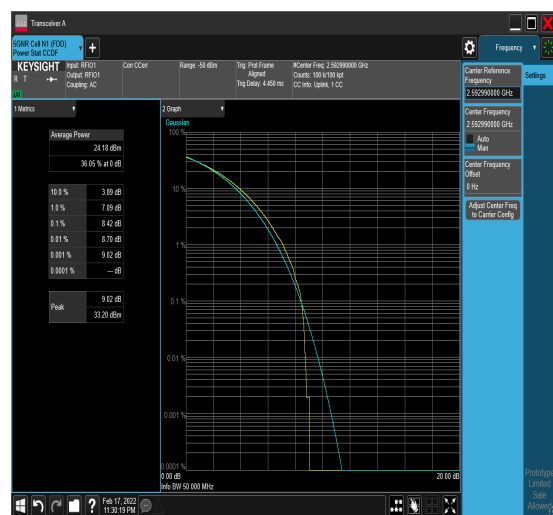 Transceiver A
5GNR Cell N1 (FDD)
Power Stat CCDF
Frequency
KEYSIGHT
R T
Input: RFIO1
Output: RFIO1
Coupling: AC
Corr CCorr
Range: -50 dBm
Trig: Prdt Frame
Aligned
Trig Delay: 4.450 ms
#Center Freq: 2.592990000 GHz
Counts: 100 k/100 kpt
CC Info: Uplink, 1 CC
Carrier Reference
Frequency
2.592990000 GHz
Settings
Center Frequency
2.592990000 GHz
Auto
Man
Center Frequency
Offset
0 Hz
Adjust Center Freq
to Carrier Config
1 Metrics
Average Power
24.18 dBm
36.05 % at 0 dB
10.0 % 3.89 dB
1.0 % 7.09 dB
0.1 % 8.42 dB
0.01 % 8.70 dB
0.001 % 9.02 dB
0.0001 % --- dB
Peak
9.02 dB
33.20 dBm
2 Graph
Gaussian
100 %
10 %
1 %
0.1 %
0.01 %
0.001 %
0.0001 %
0.00 dB
20.00 dB
Info BW 50.000 MHz
Feb 17, 2022
11:30:19 PM
Prototype
Limited
Sale
Allowed